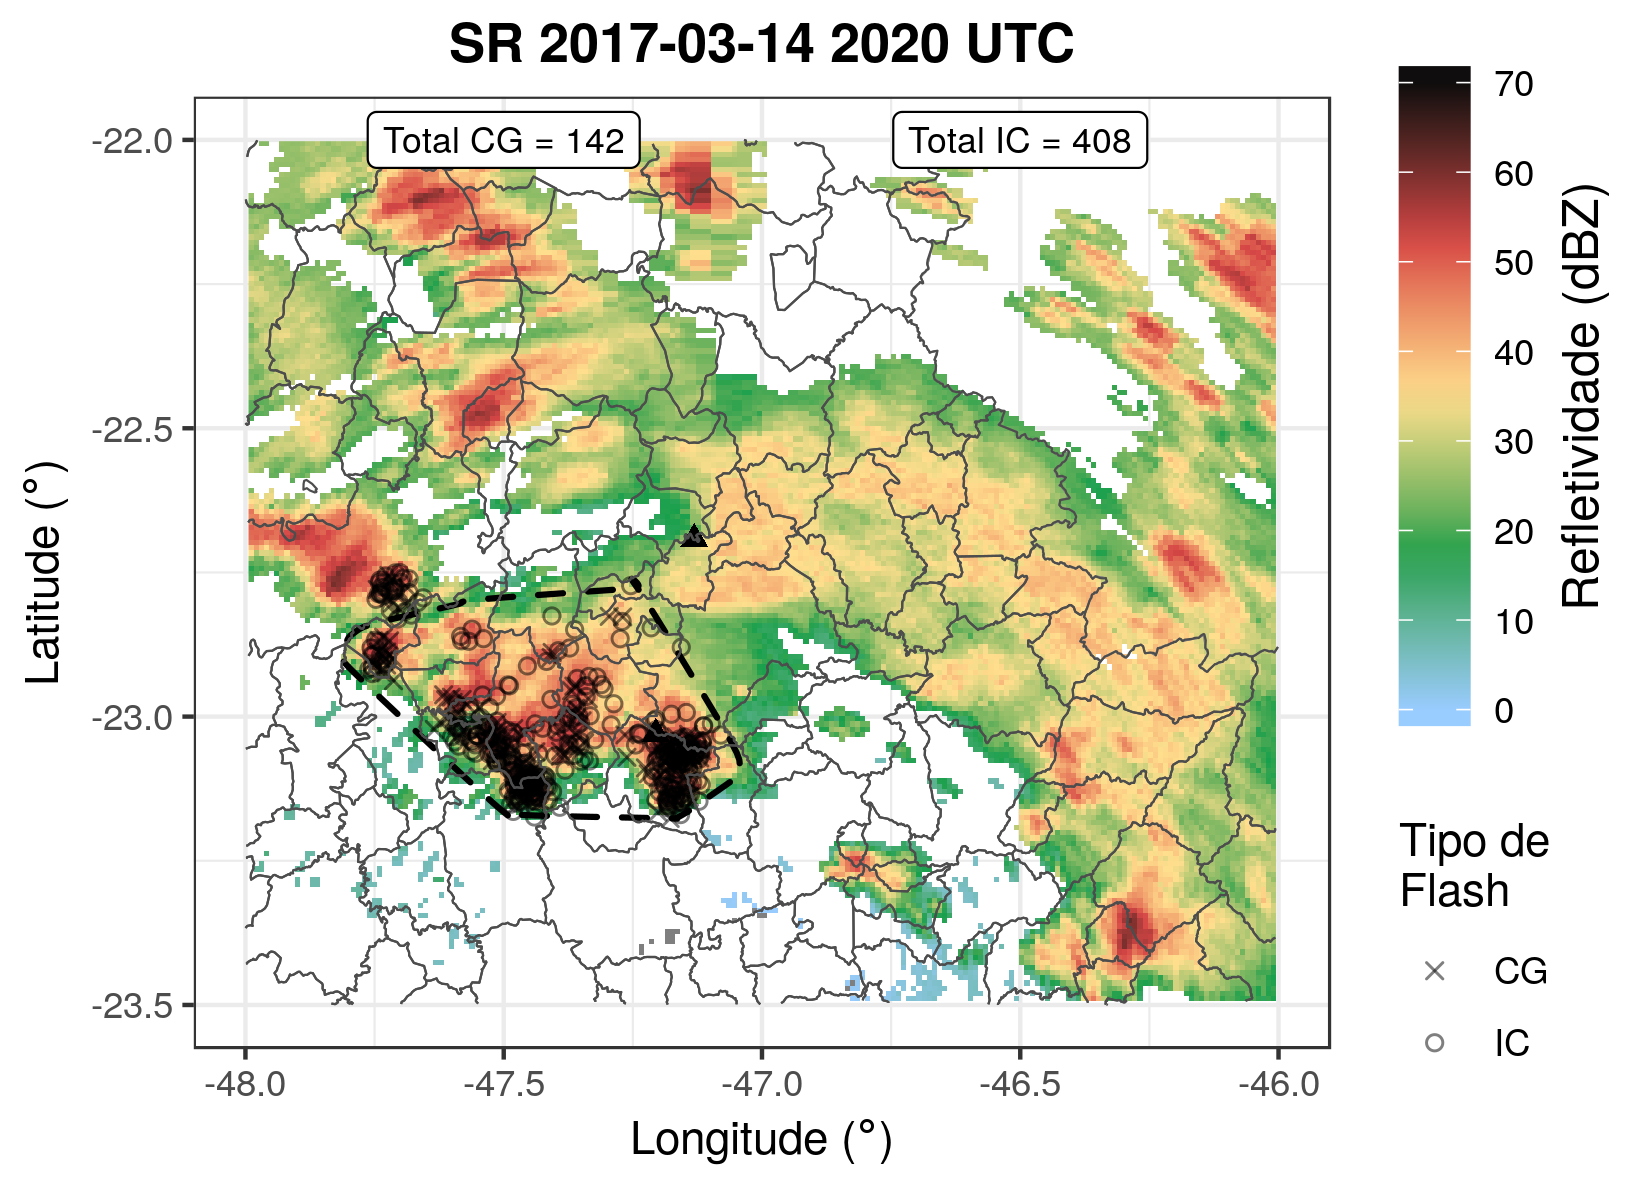 SR 2017-03-14 2020 UTC
Total CG = 142
Total IC = 408
-22.0
-22.5
-23.0
-23.5
Latitude (°)
-48.0
-47.5
-47.0
-46.5
-46.0
Longitude (°)
70
60
50
40
30
20
10
0
Refletividade (dBZ)
Tipo de
Flash
CG
IC